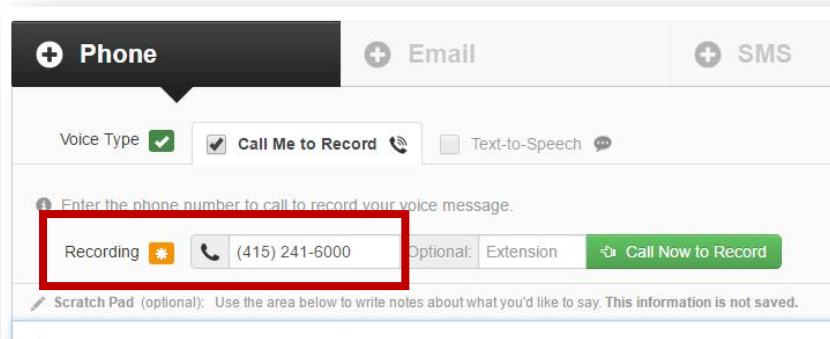 Phone Email SMS
Voice Type Call Me to Record Text-to-Speech
Enter the phone number to call to record your voice message.
Recording (415) 241-6000 Optional: Extension Call Now to Record
Scratch Pad (optional): Use the area below to write notes about what you'd like to say. This information is not saved.